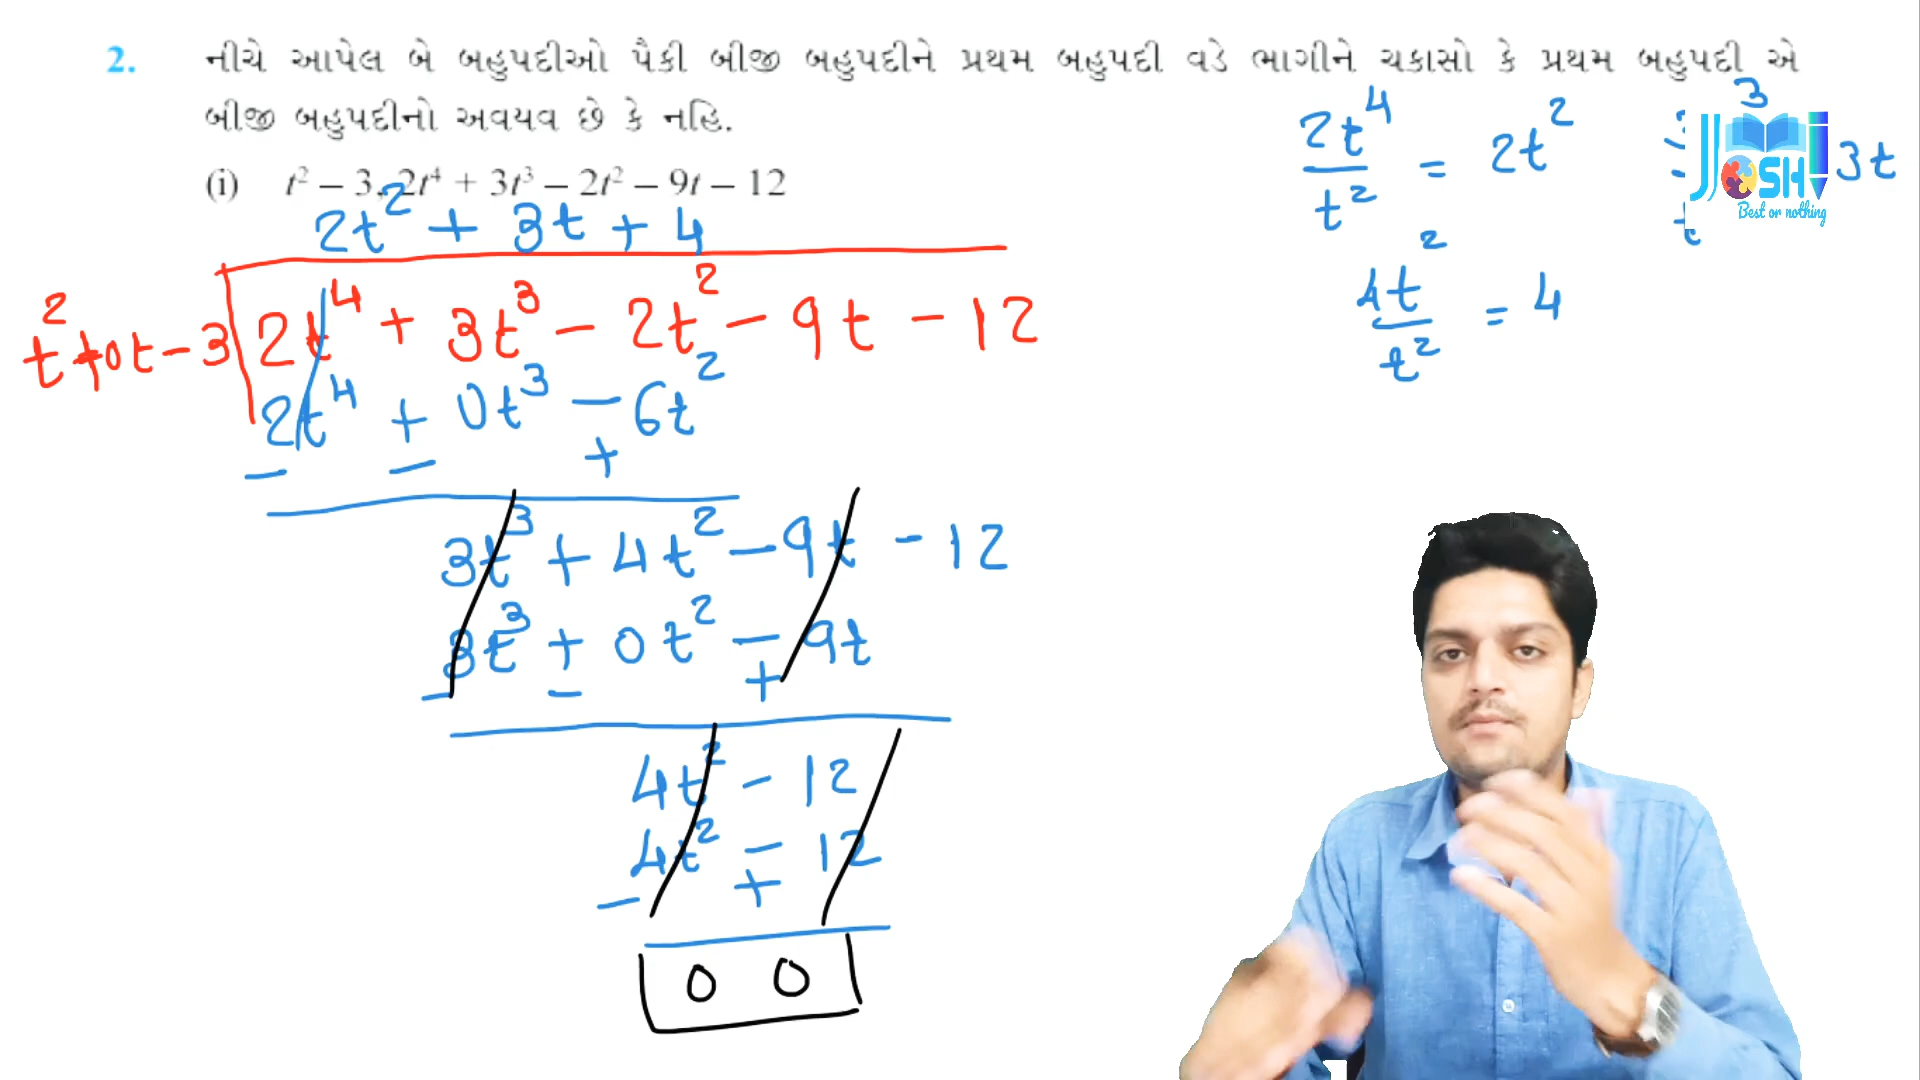 2. નીચે આપેલ બે બહુપદીઓ પૈકી બીજી બહુપદીને પ્રથમ બહુપદી વડે ભાગીને ચકાસો કે પ્રથમ બહુપદી એ
બીજી બહુપદીનો અવયવ છે કે નહિ.
(i) t² – 3, 2t⁴ + 3t³ – 2t² – 9t – 12
2t² + 3t + 4
t² + 0t – 3 2t⁴ + 3t³ – 2t² – 9t – 12
2t⁴ + 0t³ – 6t²
– – +
3t³ + 4t² – 9t – 12
3t³ + 0t² – 9t
– – +
4t² – 12
4t² – 12
– +
0 0
2t⁴/t² = 2t²
3 3t
4t²/t² = 4
JOSH
Best or nothing